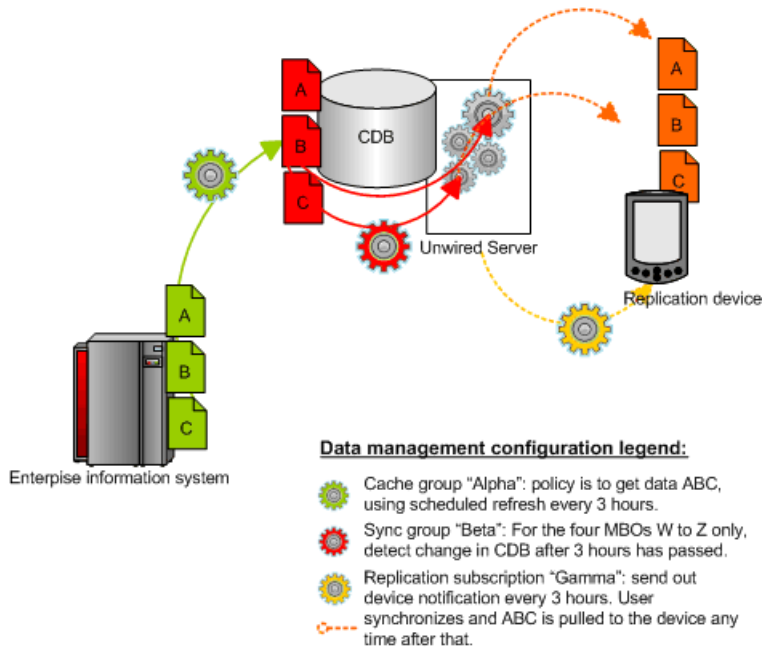 A
A
CDB
B
B
C
C
Unwired Server
Replication device
A
B
C
Enterpise information system
Data management configuration legend:
Cache group “Alpha”: policy is to get data ABC,
using scheduled refresh every 3 hours.
Sync group “Beta”: For the four MBOs W to Z only,
detect change in CDB after 3 hours has passed.
Replication subscription “Gamma”: send out
device notification every 3 hours. User
synchronizes and ABC is pulled to the device any
time after that.